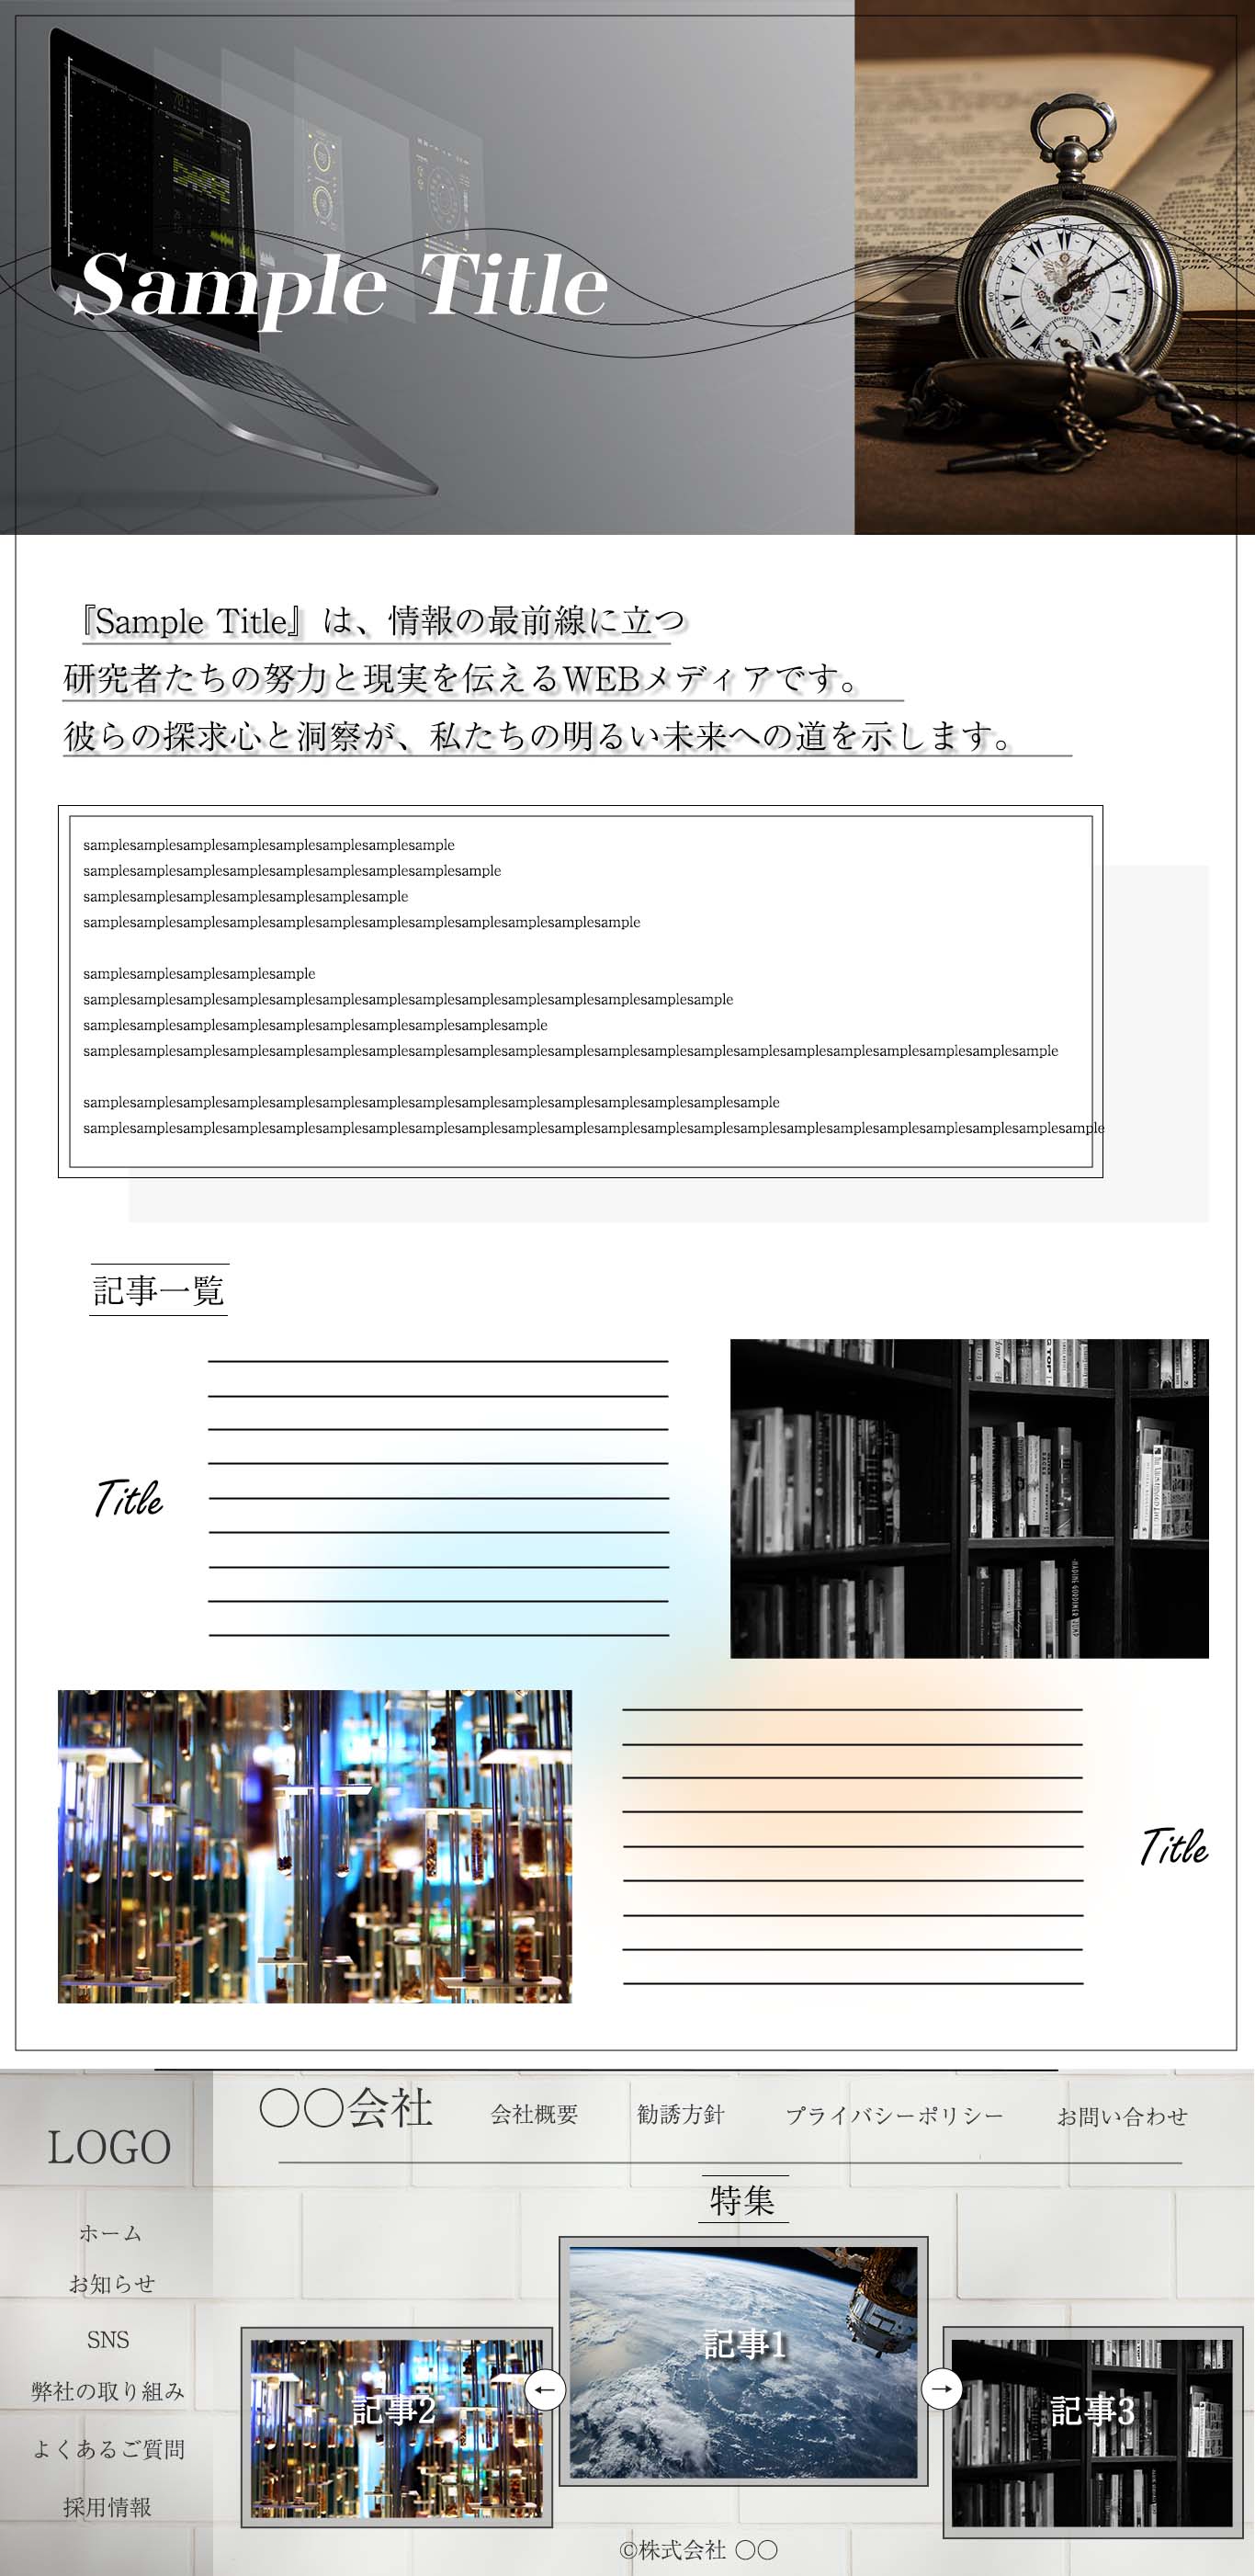 Sample Title
『Sample Title』は、情報の最前線に立つ
研究者たちの努力と現実を伝えるWEBメディアです。
彼らの探求心と洞察が、私たちの明るい未来への道を示します。
samplesamplesamplesamplesamplesamplesamplesample
samplesamplesamplesamplesamplesamplesamplesamplesample
samplesamplesamplesamplesamplesamplesample
samplesamplesamplesamplesamplesamplesamplesamplesamplesamplesamplesample
samplesamplesamplesamplesample
samplesamplesamplesamplesamplesamplesamplesamplesamplesamplesamplesamplesamplesample
samplesamplesamplesamplesamplesamplesamplesamplesamplesample
samplesamplesamplesamplesamplesamplesamplesamplesamplesamplesamplesamplesamplesamplesamplesamplesamplesamplesamplesamplesample
samplesamplesamplesamplesamplesamplesamplesamplesamplesamplesamplesamplesamplesamplesample
samplesamplesamplesamplesamplesamplesamplesamplesamplesamplesamplesamplesamplesamplesamplesamplesamplesamplesamplesamplesamplesample
記事一覧
Title
Title
LOGO
ホーム
お知らせ
SNS
弊社の取り組み
よくあるご質問
採用情報
〇〇会社
会社概要
勧誘方針
プライバシーポリシー
お問い合わせ
特集
記事2
←
記事1
→
記事3
©株式会社 〇〇